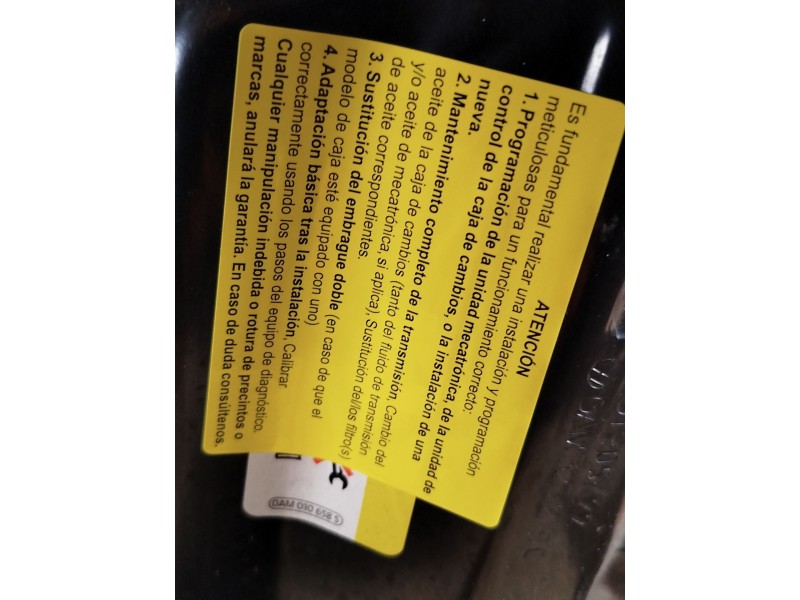 ATENCIÓN
Es fundamental realizar una instalación y programación
meticulosas para un funcionamiento correcto:
1. Programación de la unidad mecatrónica, de la unidad de
control de la caja de cambios, o la instalación de una
nueva.
2. Mantenimiento completo de la transmisión, Cambio del
aceite de la caja de cambios (tanto del fluido de transmisión
y/o aceite de mecatrónica, si aplica), Sustitución del/los filtro(s)
de aceite correspondientes.
3. Sustitución del embrague doble (en caso de que el
modelo de caja esté equipado con uno)
4. Adaptación básica tras la instalación, Calibrar
correctamente usando los pasos del equipo de diagnóstico.
Cualquier manipulación indebida o rotura de precintos o
marcas, anulará la garantía. En caso de duda consúltenos.
0AM 030 658 S